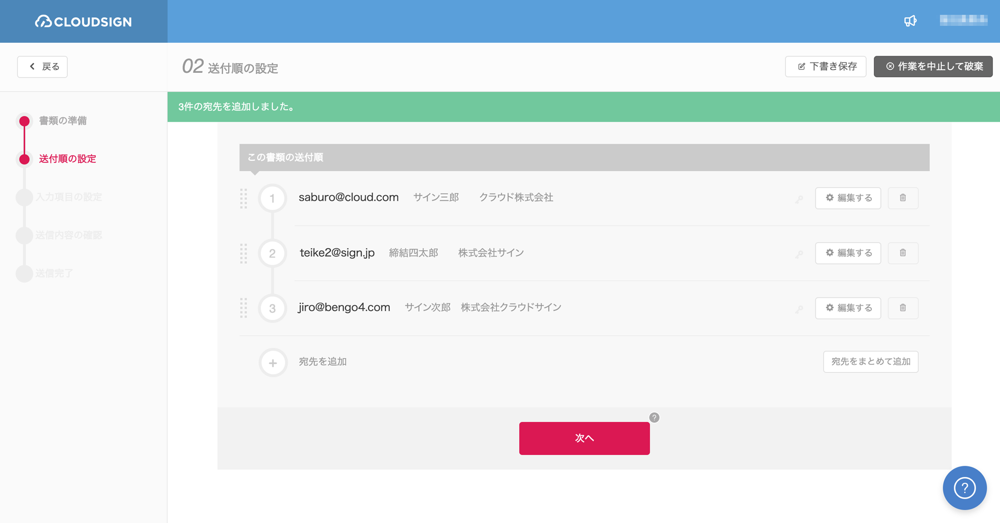 CLOUDSIGN
戻る
02 送付順の設定
下書き保存
作業を中止して破棄
3件の宛先を追加しました。
書類の準備
送付順の設定
入力項目の設定
送信内容の確認
送信完了
この書類の送付順
1 saburo@cloud.com サイン三郎 クラウド株式会社 編集する
2 teike2@sign.jp 締結四太郎 株式会社サイン 編集する
3 jiro@bengo4.com サイン次郎 株式会社クラウドサイン 編集する
+ 宛先を追加 宛先をまとめて追加
?
次へ
?